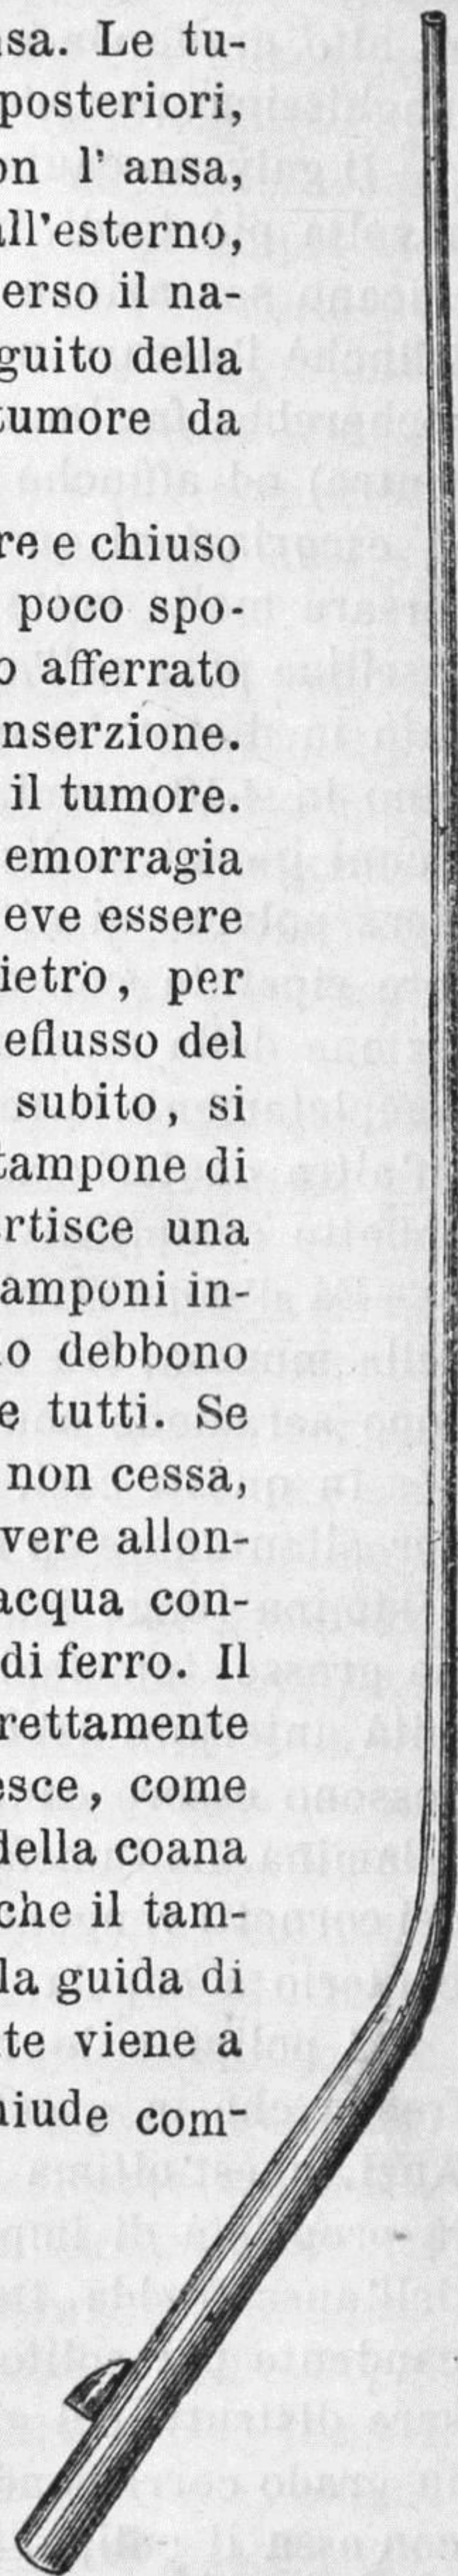 sa. Le tu-
posteriori,
on l'ansa,
all'esterno,
erso il na-
guito della
tumore da
re e chiuso
poco spo-
o afferrato
nserzione.
il tumore.
emorragia
eve essere
ietro, per
eflusso del
subito, si
tampone di
rtisce una
amponi in-
o debbono
e tutti. Se
non cessa,
vere allon-
acqua con-
di ferro. Il
rettamente
esce, come
della coana
che il tam-
la guida di
te viene a
hiude com-